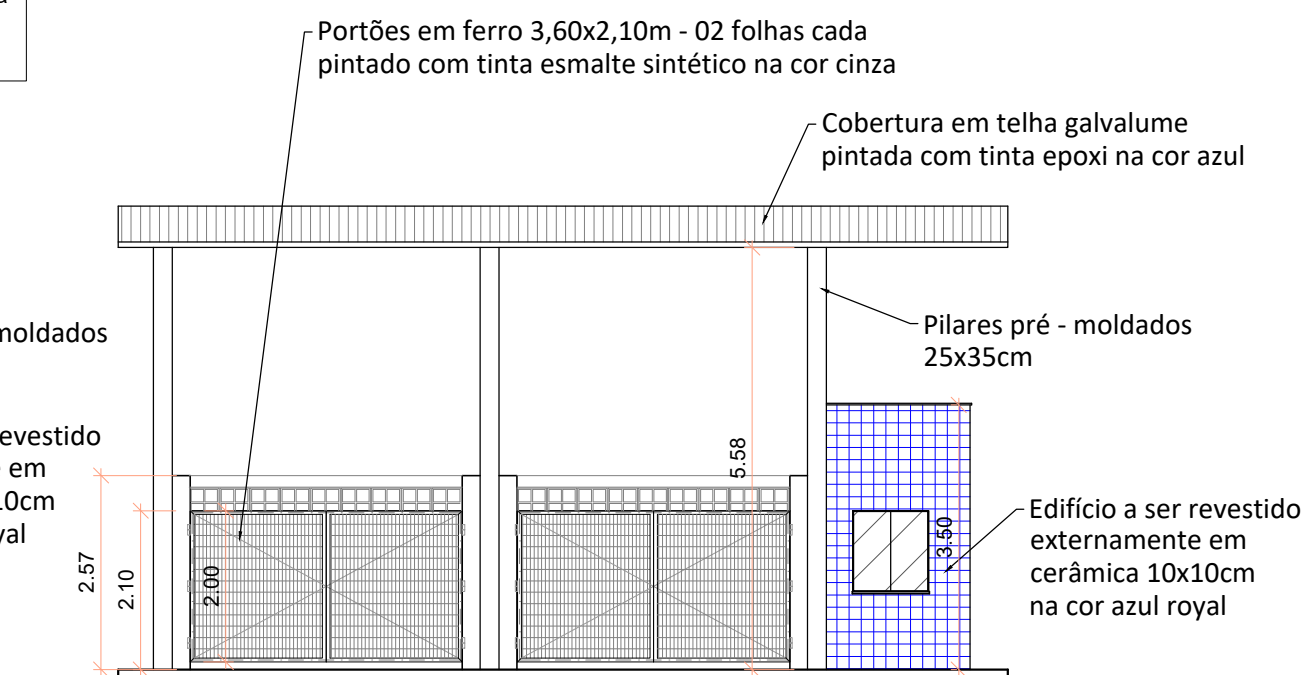 Portões em ferro 3,60x2,10m - 02 folhas cada
pintado com tinta esmalte sintético na cor cinza
Cobertura em telha galvalume
pintada com tinta epoxi na cor azul
Pilares pré - moldados
25x35cm
moldados
revestido
em
10cm
5.58
2.57
2.10
2.00
3.50
Edifício a ser revestido
externamente em
cerâmica 10x10cm
na cor azul royal